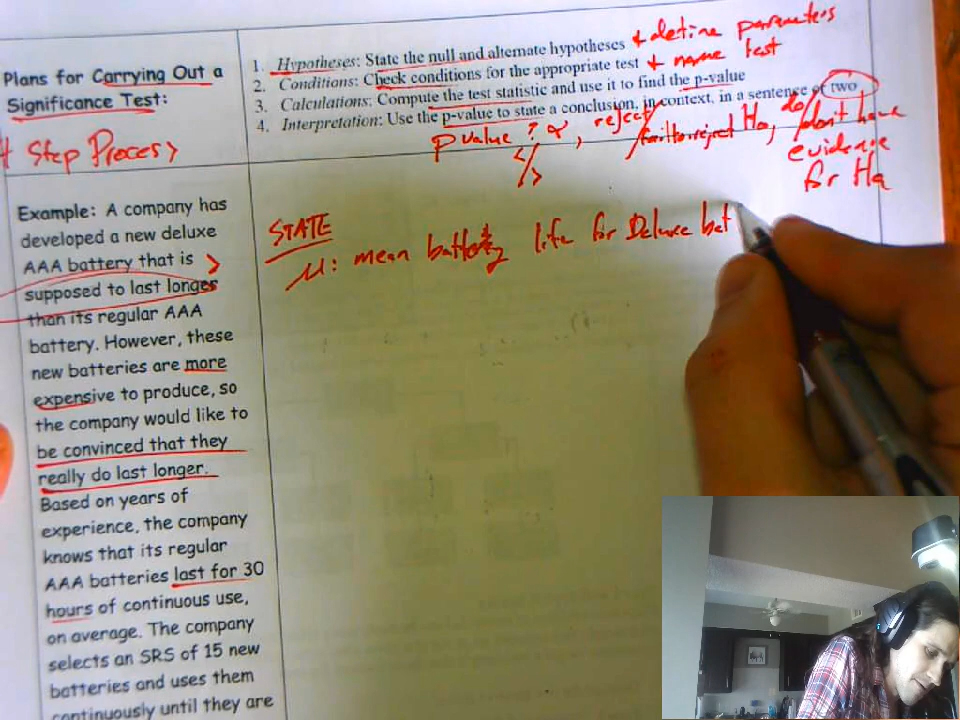 Plans for Carrying Out a
Significance Test:
Step Process
1. Hypotheses: State the null and alternate hypotheses + define parameters
2. Conditions: Check conditions for the appropriate test + name test
3. Calculations: Compute the test statistic and use it to find the p-value
4. Interpretation: Use the p-value to state a conclusion, in context, in a sentence of two
p value ? α, reject/
fail to reject Ho, do/
don't have
</>
evidence
for Ha
Example: A company has
developed a new deluxe
AAA battery that is >
supposed to last longer
than its regular AAA
battery. However, these
new batteries are more
expensive to produce, so
the company would like to
be convinced that they
really do last longer.
Based on years of
experience, the company
knows that its regular
AAA batteries last for 30
hours of continuous use,
on average. The company
selects an SRS of 15 new
batteries and uses them
continuously until they are
STATE
μ: mean battery life for Deluxe bat